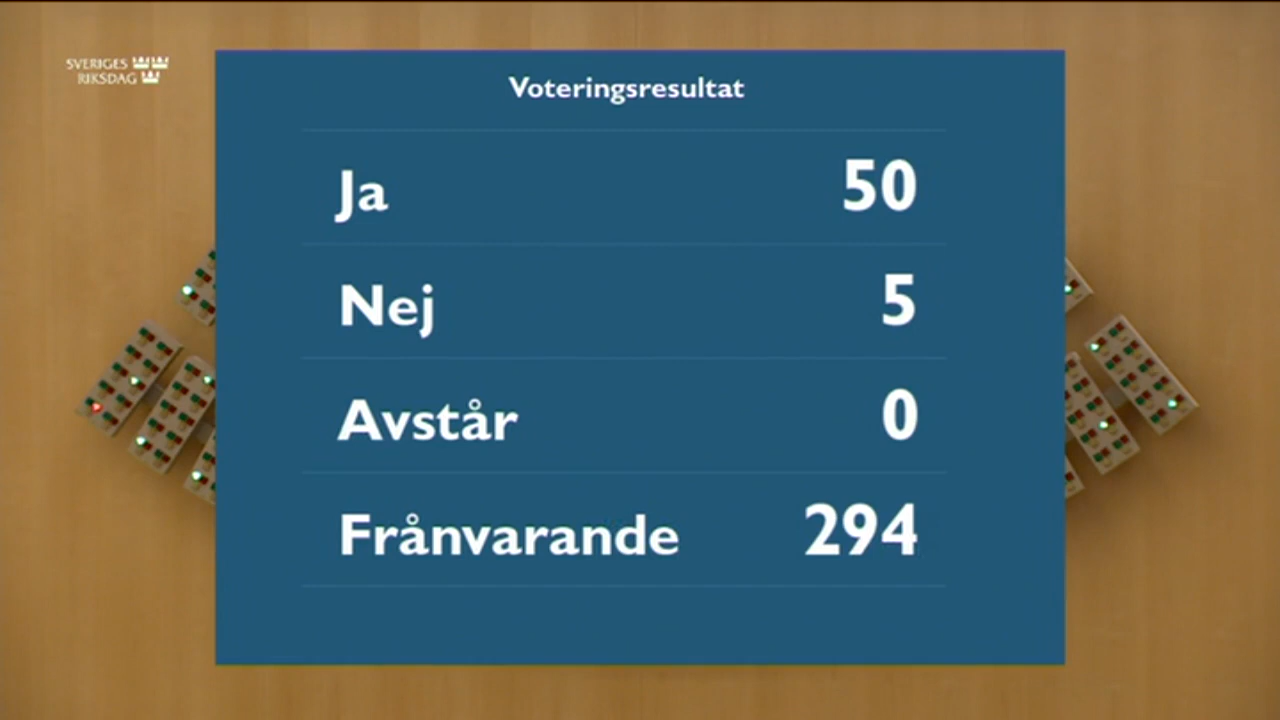 SVERIGES
RIKSDAG
Voteringsresultat
Ja 50
Nej 5
Avstår 0
Frånvarande 294